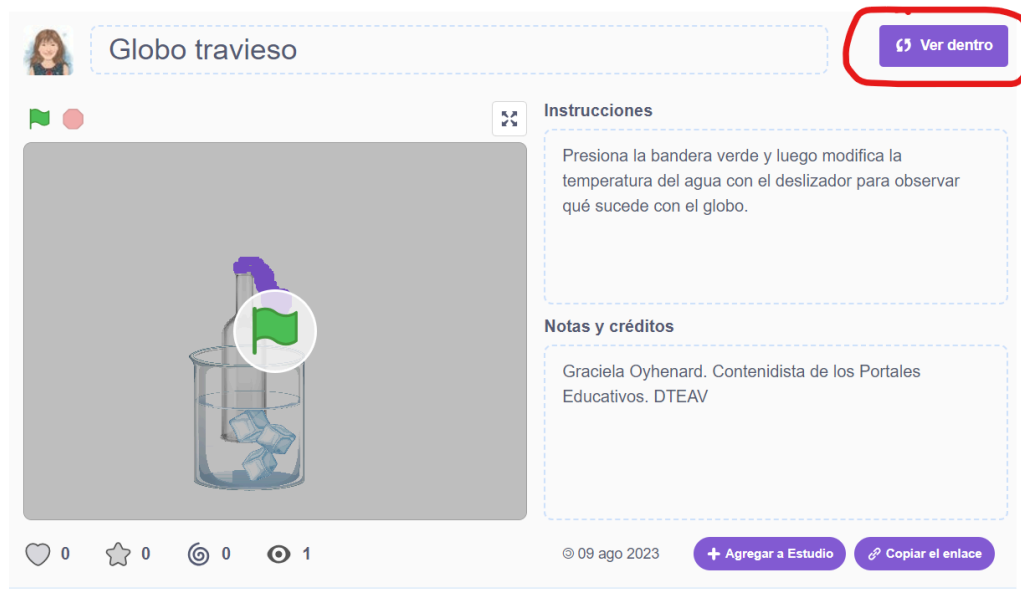 Globo travieso
Ver dentro
Instrucciones
Presiona la bandera verde y luego modifica la
temperatura del agua con el deslizador para observar
qué sucede con el globo.
Notas y créditos
Graciela Oyhenard. Contenidista de los Portales
Educativos. DTEAV
0
0
0
1
© 09 ago 2023
Agregar a Estudio
Copiar el enlace